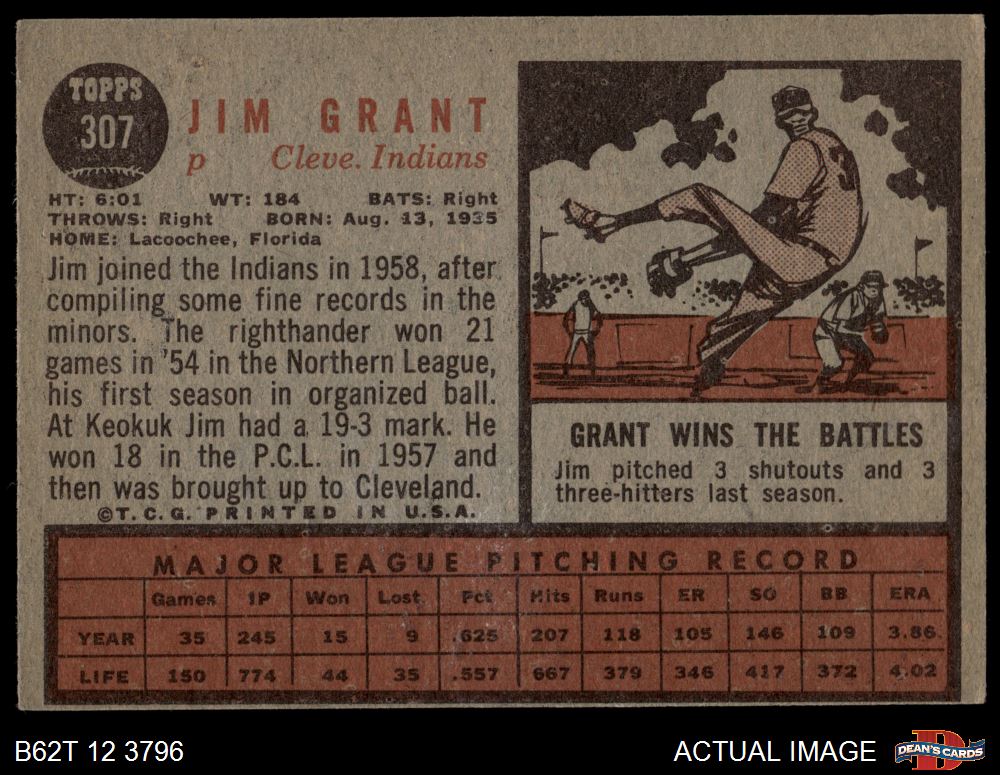 TOPPS
307
JIM GRANT
p Cleve. Indians
HT: 6:01 WT: 184 BATS: Right
THROWS: Right BORN: Aug. 13, 1935
HOME: Lacoochee, Florida
Jim joined the Indians in 1958, after
compiling some fine records in the
minors. The righthander won 21
games in '54 in the Northern League,
his first season in organized ball.
At Keokuk Jim had a 19-3 mark. He
won 18 in the P.C.L. in 1957 and
then was brought up to Cleveland.
©T.C.G. PRINTED IN U.S.A.
3
GRANT WINS THE BATTLES
Jim pitched 3 shutouts and 3
three-hitters last season.
MAJOR LEAGUE PITCHING RECORD
Games IP Won Lost Pct Hits Runs ER SO BB ERA
YEAR 35 245 15 9 .625 207 118 105 146 109 3.86
LIFE 150 774 44 35 .557 667 379 346 417 372 4.02
B62T 12 3796
ACTUAL IMAGE
DEAN'S CARDS